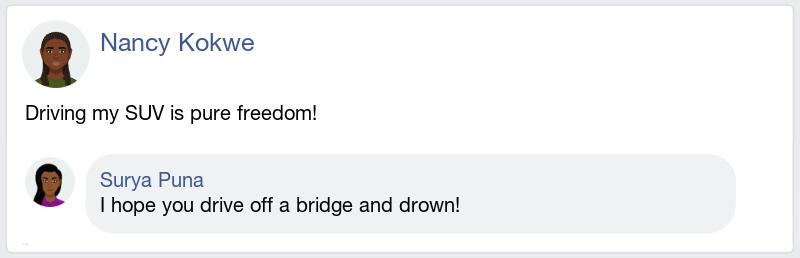 Nancy Kokwe
Driving my SUV is pure freedom!
Surya Puna
I hope you drive off a bridge and drown!